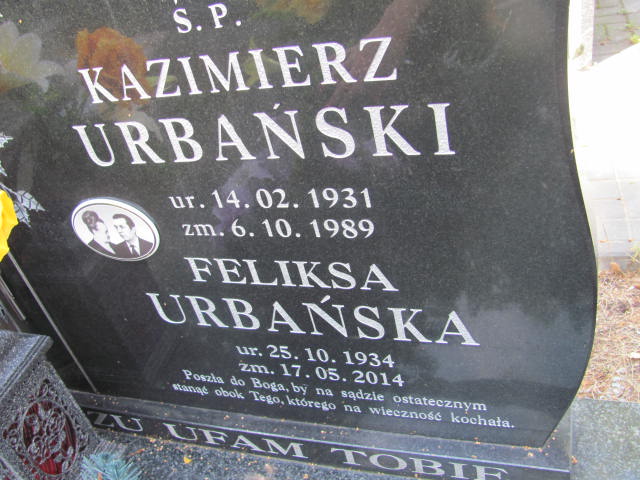 Ś.P.
KAZIMIERZ
URBAŃSKI
ur. 14. 02. 1931
zm. 6. 10. 1989
FELIKSA
URBAŃSKA
ur. 25. 10. 1934
zm. 17. 05. 2014
Poszła do Boga, by na sądzie ostatecznym
stanąć obok Tego, którego na wieczność kochała.
ZU UFAM TOBIE